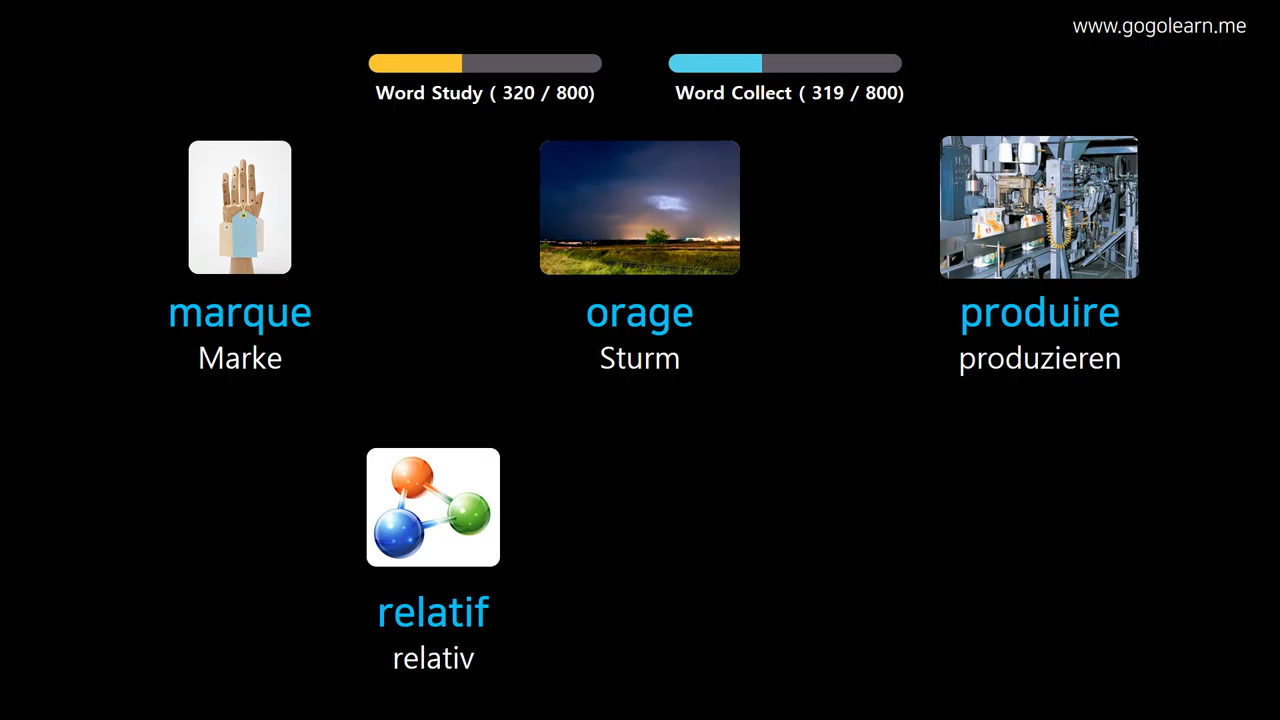 www.gogolearn.me
Word Study ( 320 / 800)
Word Collect ( 319 / 800)
marque
Marke
orage
Sturm
produire
produzieren
relatif
relativ